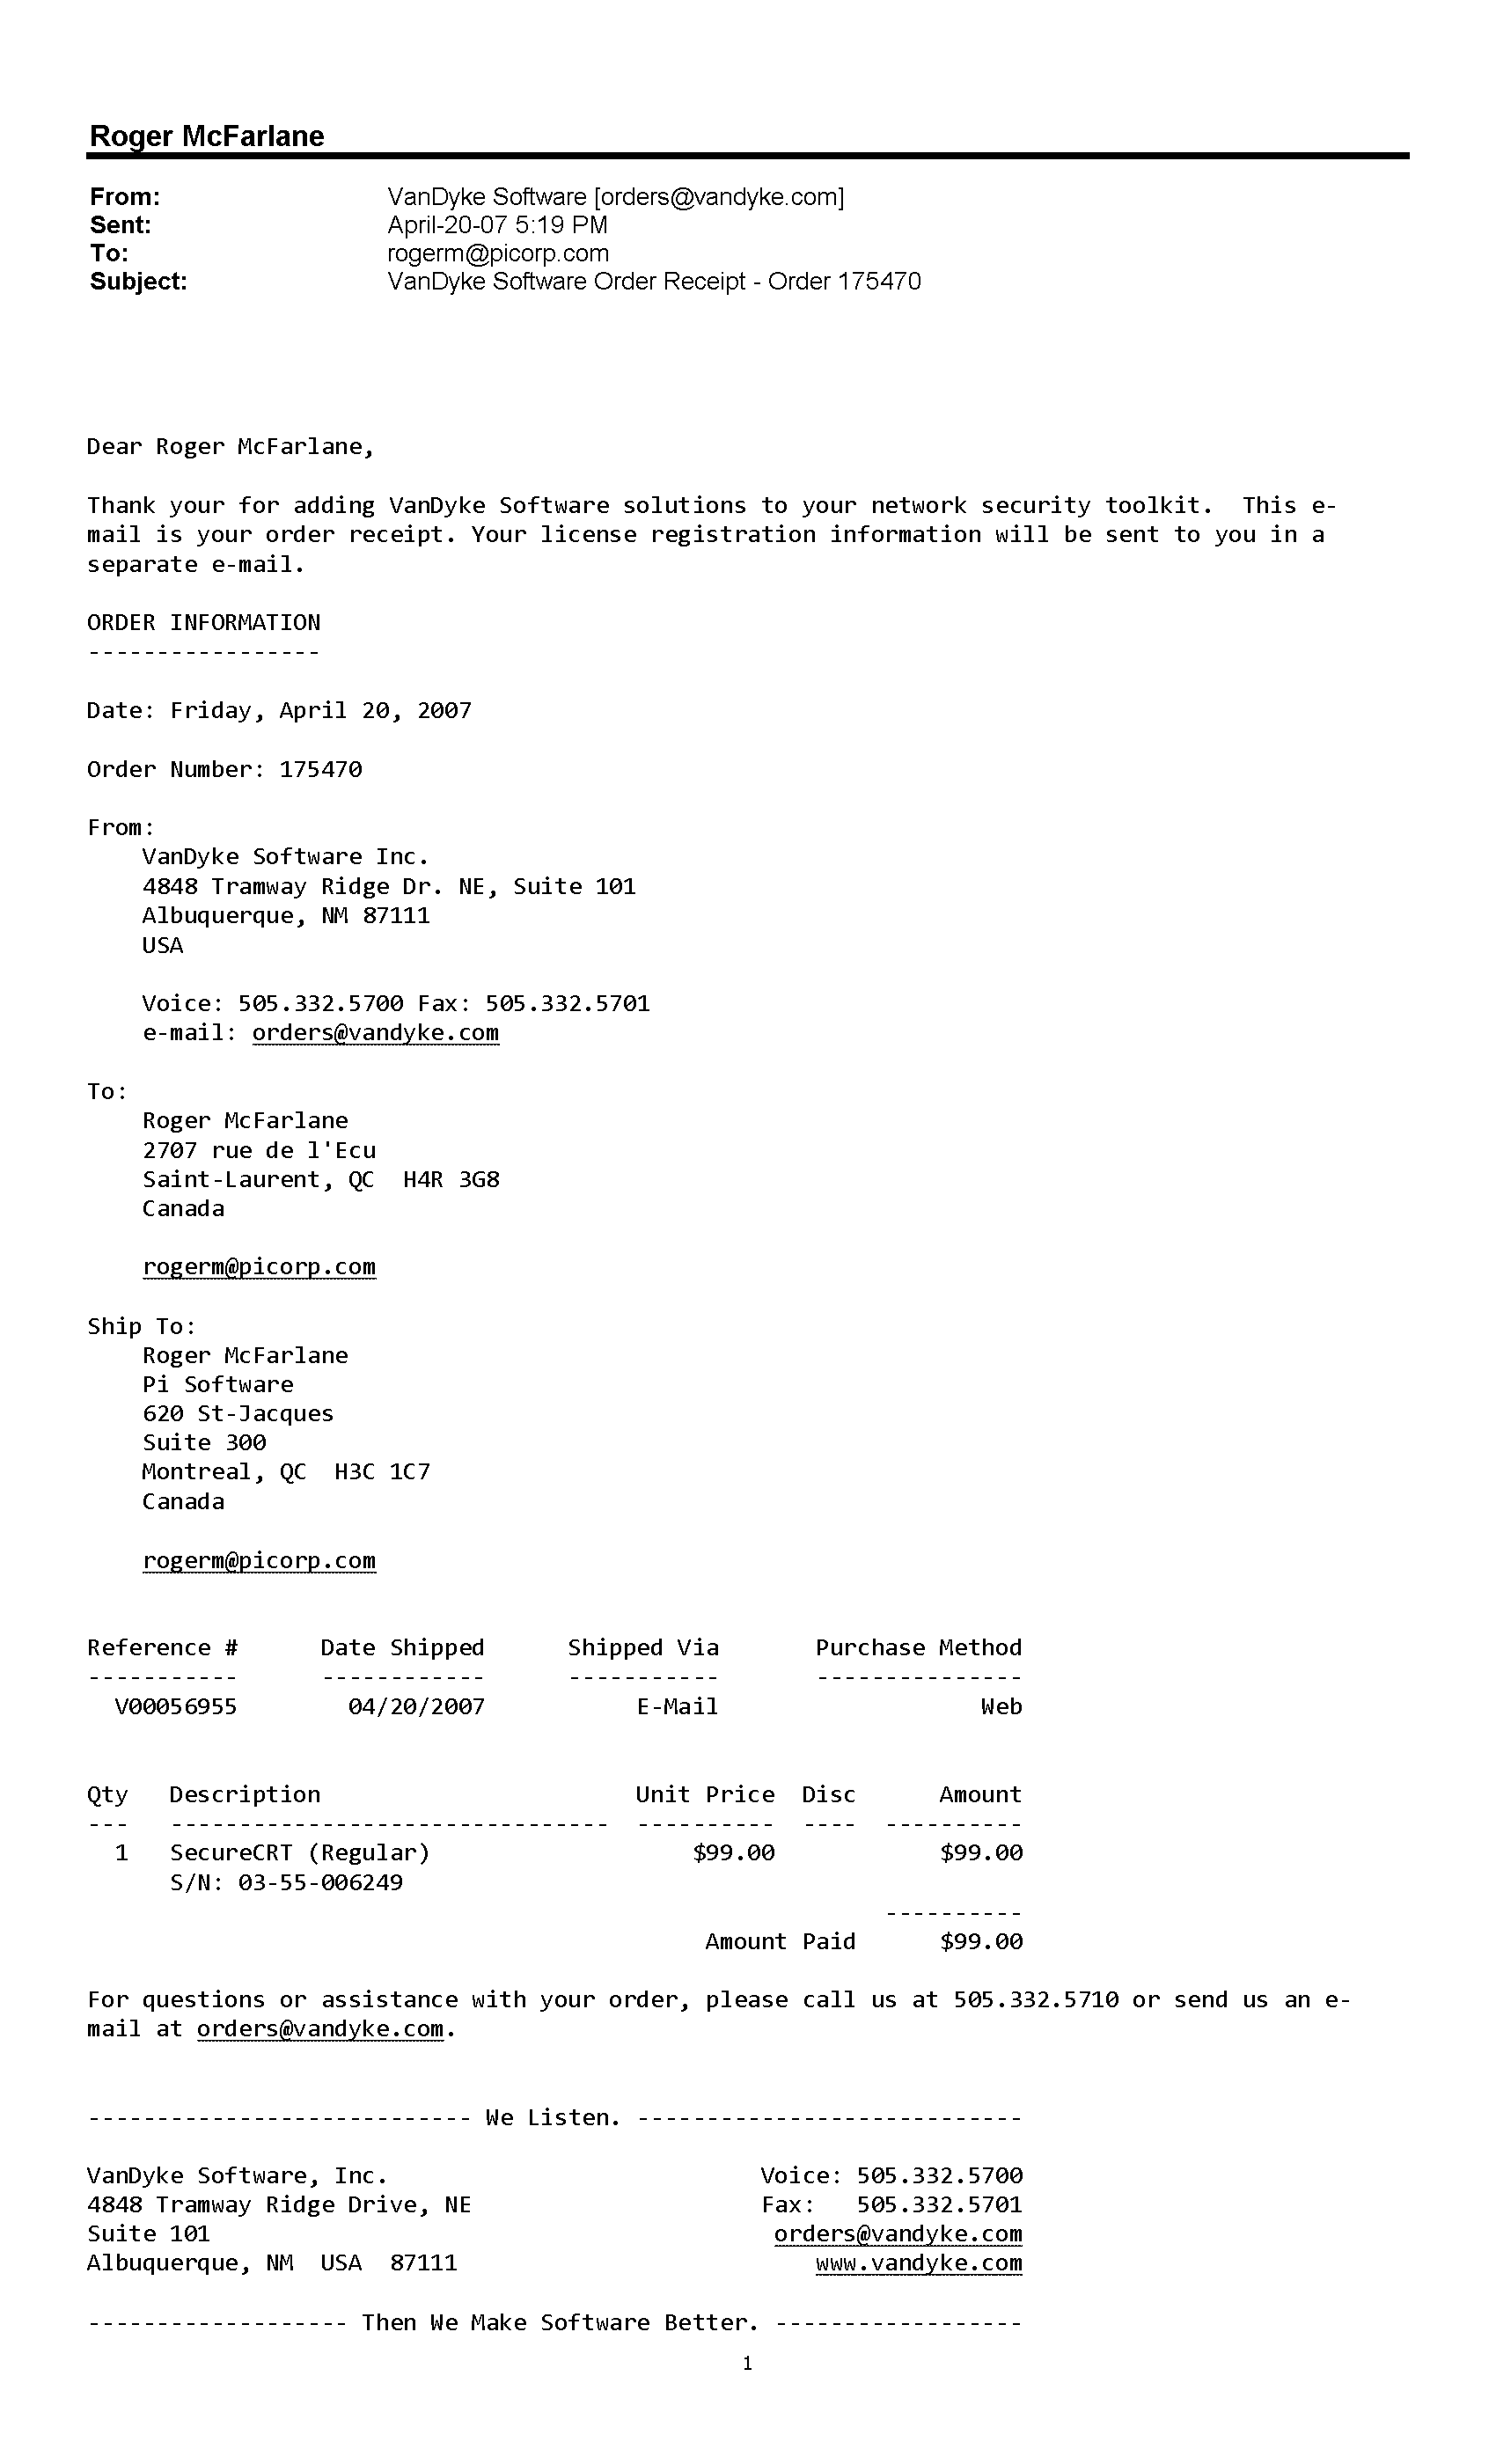 Roger McFarlane
From: VanDyke Software [orders@vandyke.com]
Sent: April-20-07 5:19 PM
To: rogerm@picorp.com
Subject: VanDyke Software Order Receipt - Order 175470
Dear Roger McFarlane,
Thank your for adding VanDyke Software solutions to your network security toolkit.  This e-
mail is your order receipt. Your license registration information will be sent to you in a
separate e-mail.
ORDER INFORMATION
-----------------
Date: Friday, April 20, 2007
Order Number: 175470
From:
VanDyke Software Inc.
4848 Tramway Ridge Dr. NE, Suite 101
Albuquerque, NM 87111
USA
Voice: 505.332.5700 Fax: 505.332.5701
e-mail: orders@vandyke.com
To:
Roger McFarlane
2707 rue de l'Ecu
Saint-Laurent, QC  H4R 3G8
Canada
rogerm@picorp.com
Ship To:
Roger McFarlane
Pi Software
620 St-Jacques
Suite 300
Montreal, QC  H3C 1C7
Canada
rogerm@picorp.com
Reference #      Date Shipped      Shipped Via       Purchase Method
-----------      ------------      -----------       ---------------
V00056955        04/20/2007           E-Mail                   Web
Qty   Description                       Unit Price  Disc      Amount
---   --------------------------------  ----------  ----  ----------
1   SecureCRT (Regular)                   $99.00            $99.00
S/N: 03-55-006249
----------
Amount Paid      $99.00
For questions or assistance with your order, please call us at 505.332.5710 or send us an e-
mail at orders@vandyke.com.
---------------------------- We Listen. ----------------------------
VanDyke Software, Inc.                           Voice: 505.332.5700
4848 Tramway Ridge Drive, NE                     Fax:   505.332.5701
Suite 101                                         orders@vandyke.com
Albuquerque, NM  USA  87111                          www.vandyke.com
------------------- Then We Make Software Better. ------------------
1